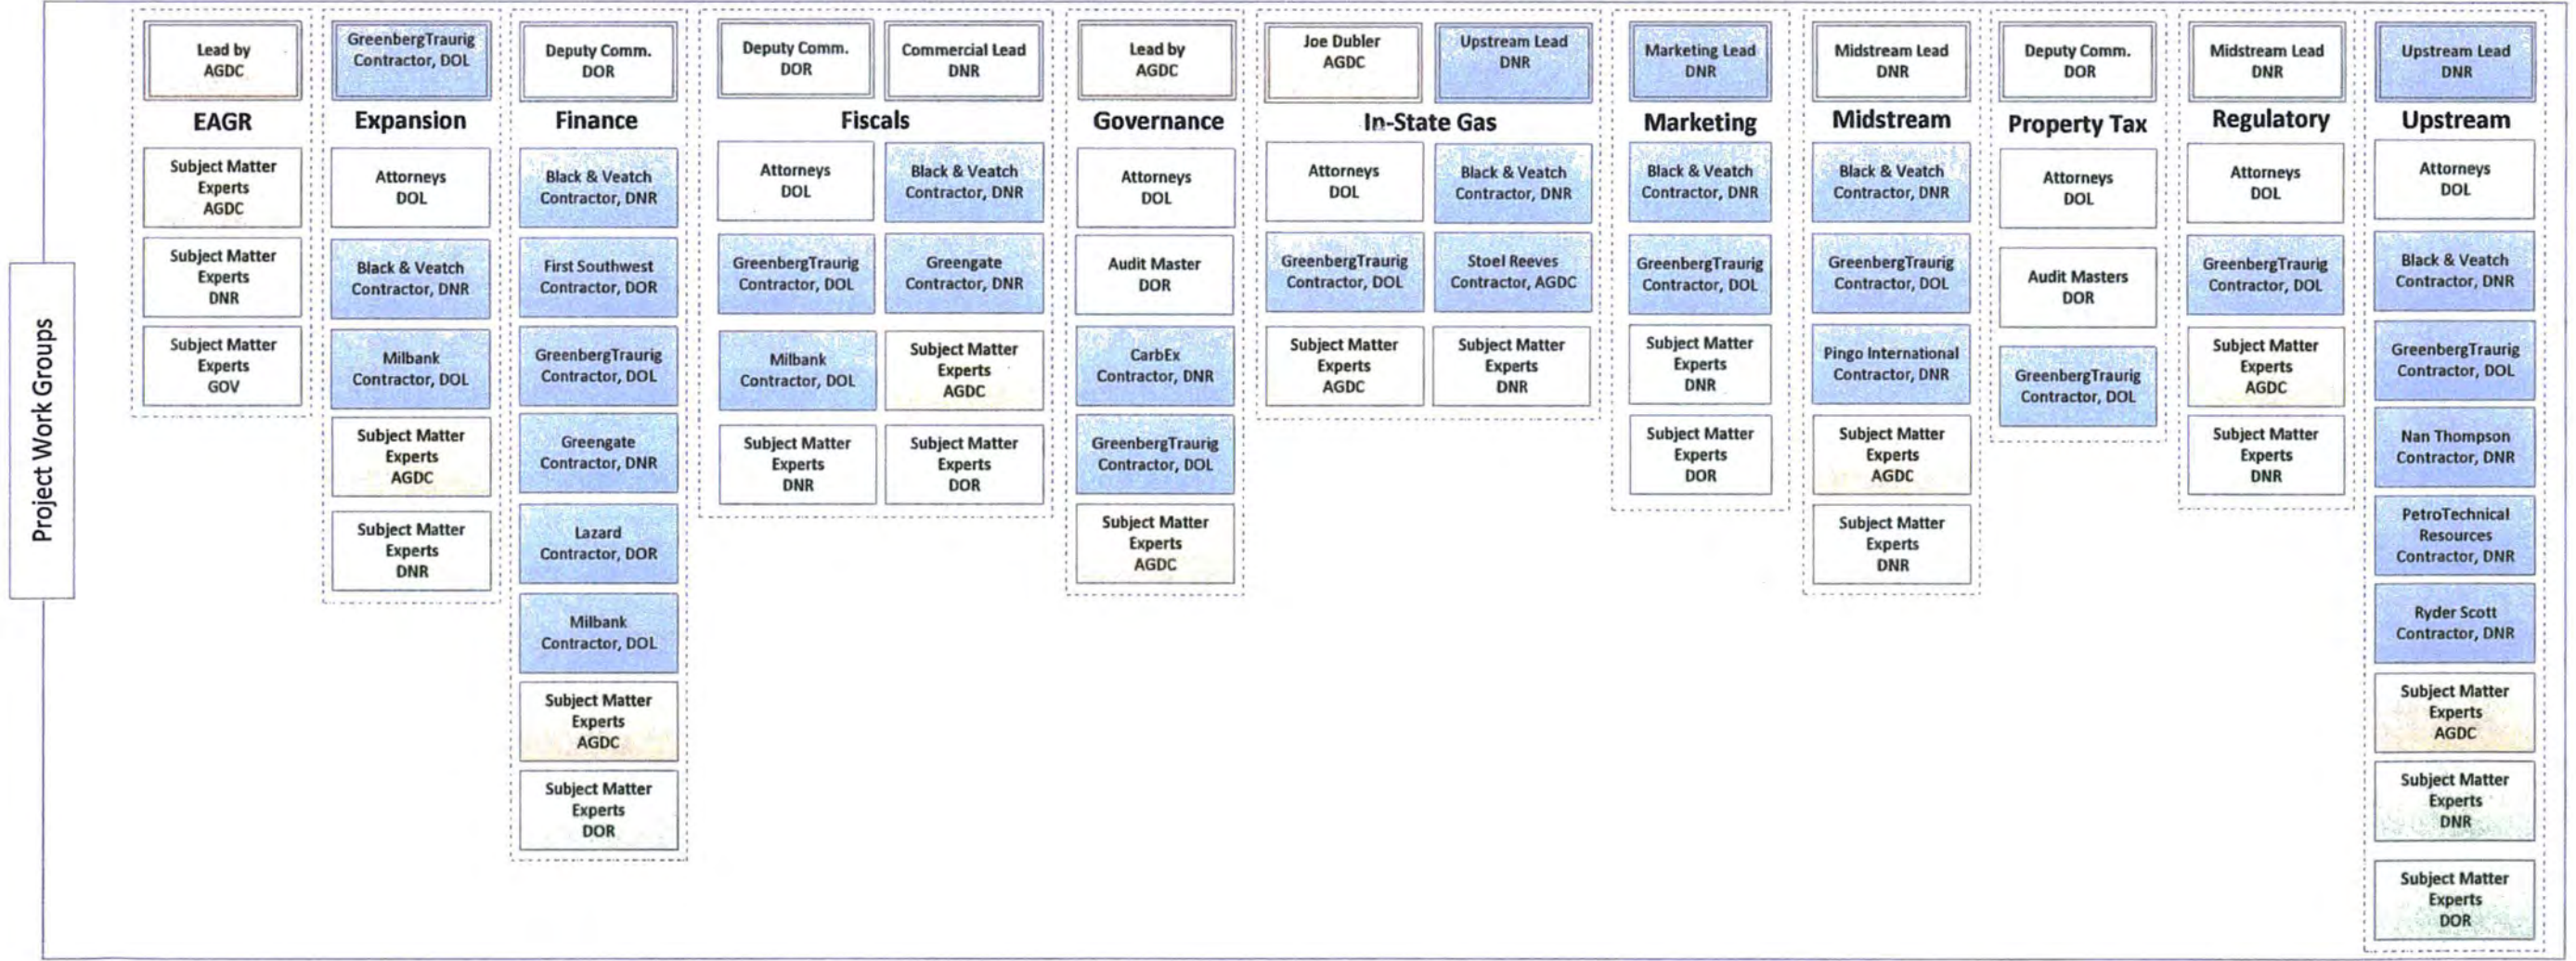 Project Work Groups
Lead by
AGDC
EAGR
Subject Matter
Experts
AGDC
Subject Matter
Experts
DNR
Subject Matter
Experts
GOV
GreenbergTraurig
Contractor, DOL
Expansion
Attorneys
DOL
Black & Veatch
Contractor, DNR
Milbank
Contractor, DOL
Subject Matter
Experts
AGDC
Subject Matter
Experts
DNR
Deputy Comm.
DOR
Finance
Black & Veatch
Contractor, DNR
First Southwest
Contractor, DOR
GreenbergTraurig
Contractor, DOL
Greengate
Contractor, DNR
Lazard
Contractor, DOR
Milbank
Contractor, DOL
Subject Matter
Experts
AGDC
Subject Matter
Experts
DOR
Deputy Comm.
DOR
Commercial Lead
DNR
Fiscals
Attorneys
DOL
Black & Veatch
Contractor, DNR
GreenbergTraurig
Contractor, DOL
Greengate
Contractor, DNR
Milbank
Contractor, DOL
Subject Matter
Experts
AGDC
Subject Matter
Experts
DNR
Subject Matter
Experts
DOR
Lead by
AGDC
Governance
Attorneys
DOL
Audit Master
DOR
CarbEx
Contractor, DNR
GreenbergTraurig
Contractor, DOL
Subject Matter
Experts
AGDC
Joe Dubler
AGDC
Upstream Lead
DNR
In-State Gas
Attorneys
DOL
Black & Veatch
Contractor, DNR
GreenbergTraurig
Contractor, DOL
Stoel Reeves
Contractor, AGDC
Subject Matter
Experts
AGDC
Subject Matter
Experts
DNR
Marketing Lead
DNR
Marketing
Black & Veatch
Contractor, DNR
GreenbergTraurig
Contractor, DOL
Subject Matter
Experts
DNR
Subject Matter
Experts
DOR
Midstream Lead
DNR
Midstream
Black & Veatch
Contractor, DNR
GreenbergTraurig
Contractor, DOL
Pingo International
Contractor, DNR
Subject Matter
Experts
AGDC
Subject Matter
Experts
DNR
Deputy Comm.
DOR
Property Tax
Attorneys
DOL
Audit Masters
DOR
GreenbergTraurig
Contractor, DOL
Midstream Lead
DNR
Regulatory
Attorneys
DOL
GreenbergTraurig
Contractor, DOL
Subject Matter
Experts
AGDC
Subject Matter
Experts
DNR
Upstream Lead
DNR
Upstream
Attorneys
DOL
Black & Veatch
Contractor, DNR
GreenbergTraurig
Contractor, DOL
Nan Thompson
Contractor, DNR
PetroTechnical
Resources
Contractor, DNR
Ryder Scott
Contractor, DNR
Subject Matter
Experts
AGDC
Subject Matter
Experts
DNR
Subject Matter
Experts
DOR